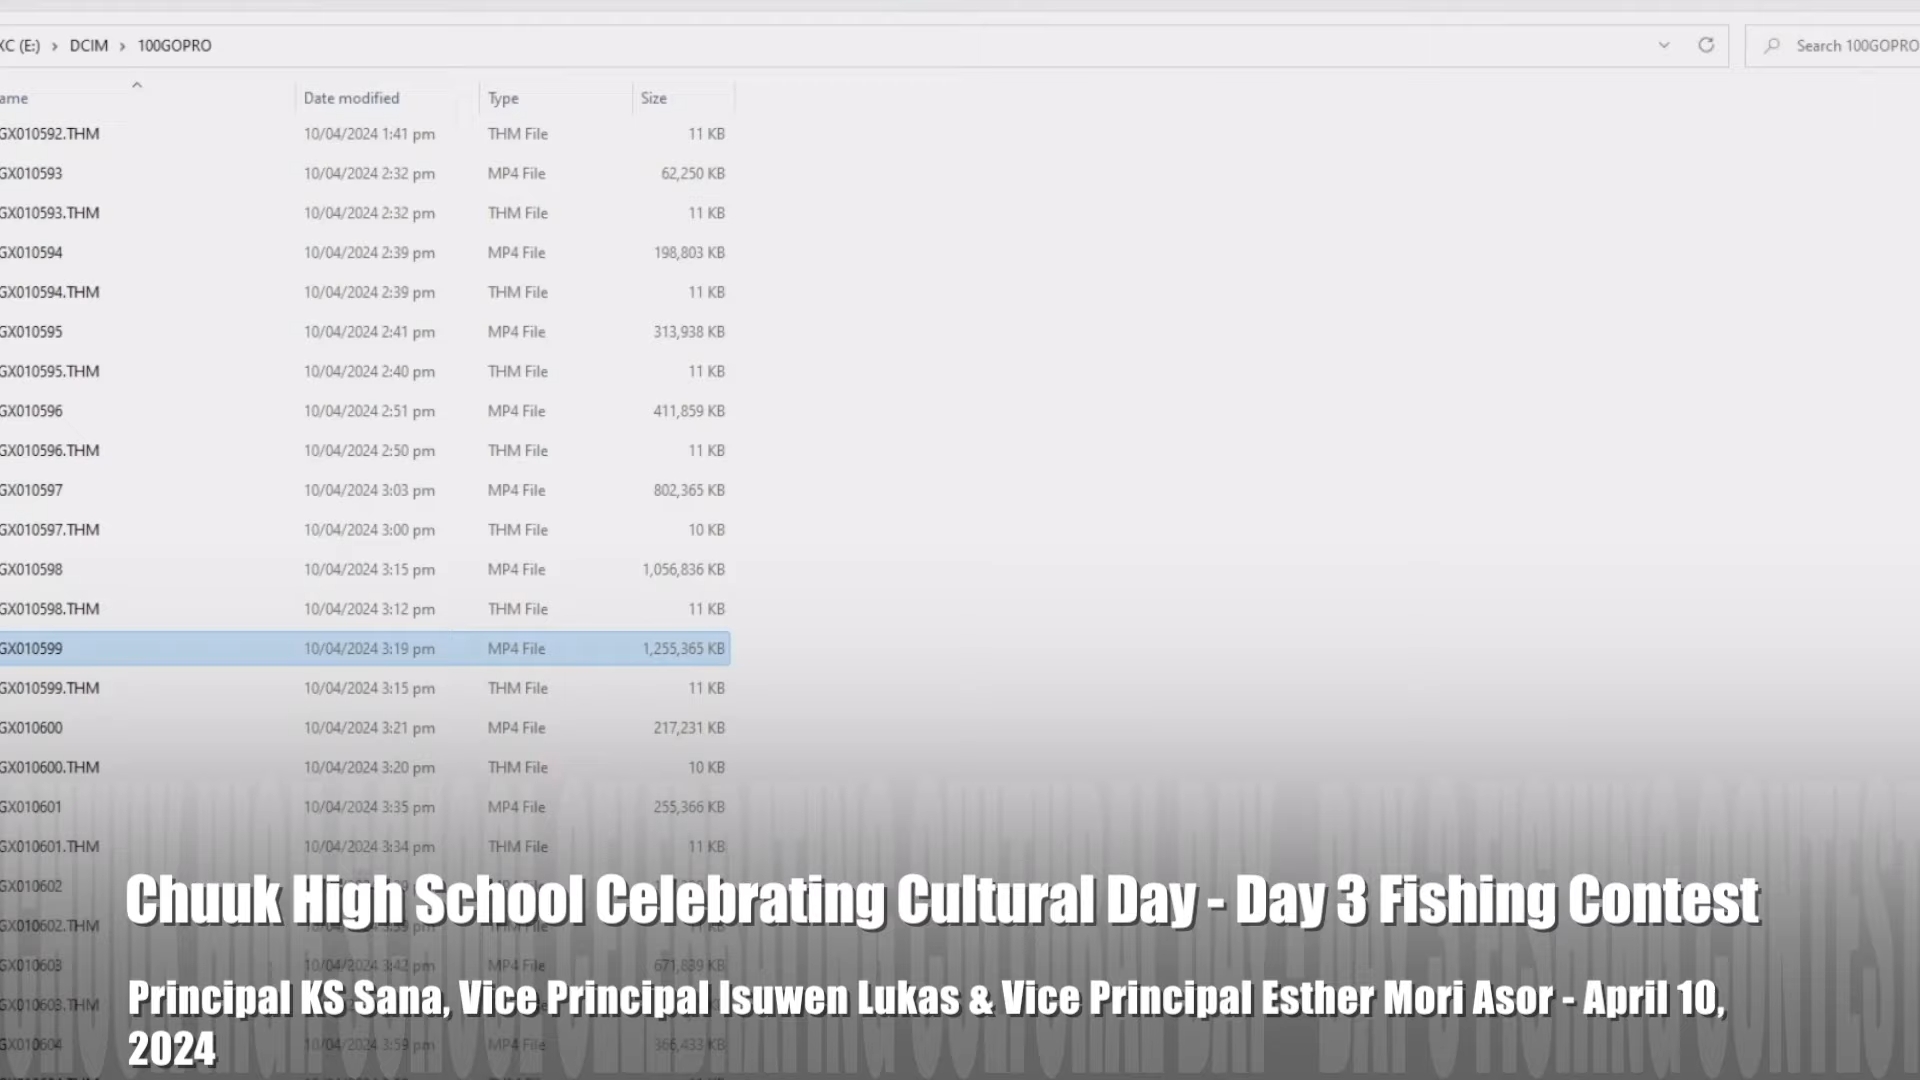 XC (E:) > DCIM > 100GOPRO Search 100GOPRO
ame Date modified Type Size
GX010592.THM 10/04/2024 1:41 pm THM File 11 KB
GX010593 10/04/2024 2:32 pm MP4 File 62,250 KB
GX010593.THM 10/04/2024 2:32 pm THM File 11 KB
GX010594 10/04/2024 2:39 pm MP4 File 198,803 KB
GX010594.THM 10/04/2024 2:39 pm THM File 11 KB
GX010595 10/04/2024 2:41 pm MP4 File 313,938 KB
GX010595.THM 10/04/2024 2:40 pm THM File 11 KB
GX010596 10/04/2024 2:51 pm MP4 File 411,859 KB
GX010596.THM 10/04/2024 2:50 pm THM File 11 KB
GX010597 10/04/2024 3:03 pm MP4 File 802,365 KB
GX010597.THM 10/04/2024 3:00 pm THM File 10 KB
GX010598 10/04/2024 3:15 pm MP4 File 1,056,836 KB
GX010598.THM 10/04/2024 3:12 pm THM File 11 KB
GX010599 10/04/2024 3:19 pm MP4 File 1,255,365 KB
GX010599.THM 10/04/2024 3:15 pm THM File 11 KB
GX010600 10/04/2024 3:21 pm MP4 File 217,231 KB
GX010600.THM 10/04/2024 3:20 pm THM File 10 KB
GX010601 10/04/2024 3:35 pm MP4 File 255,366 KB
GX010601.THM 10/04/2024 3:34 pm THM File 11 KB
GX010602
Chuuk High School Celebrating Cultural Day - Day 3 Fishing Contest
GX010602.THM
GX010603 10/04/2024 3:42 pm MP4 File 671,839 KB
GX010603.THM
Principal KS Sana, Vice Principal Isuwen Lukas & Vice Principal Esther Mori Asor - April 10,
2024
GX010604 10/04/2024 3:59 pm MP4 File 366,433 KB